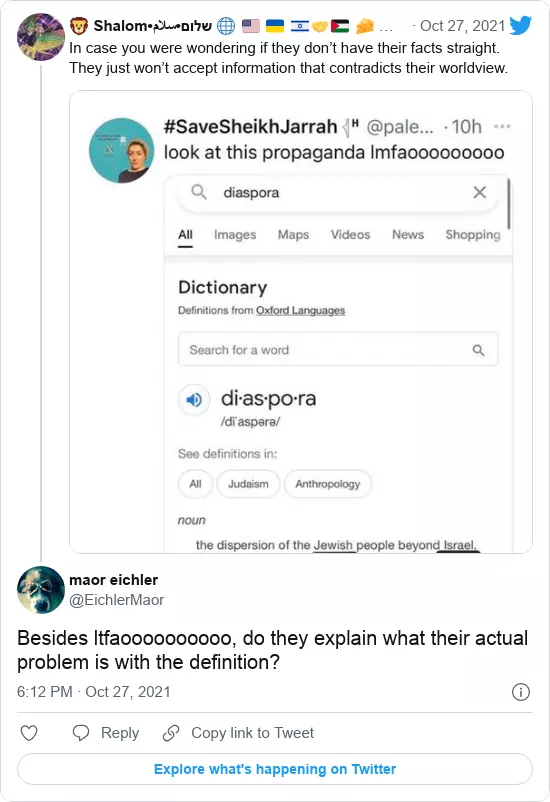 Shalom•سلام•שלום 🌐 🇺🇸 🇺🇦 🇮🇱🤝🇵🇸 🧀 ... · Oct 27, 2021
In case you were wondering if they don’t have their facts straight.
They just won’t accept information that contradicts their worldview.
#SaveSheikhJarrah @pale... · 10h ···
look at this propaganda lmfaooooooooo
diaspora
All Images Maps Videos News Shopping
Dictionary
Definitions from Oxford Languages
Search for a word
di·as·po·ra
/dīˈaspərə/
See definitions in:
All Judaism Anthropology
noun
the dispersion of the Jewish people beyond Israel.
maor eichler
@EichlerMaor
Besides ltfaooooooooooo, do they explain what their actual
problem is with the definition?
6:12 PM · Oct 27, 2021
Reply Copy link to Tweet
Explore what's happening on Twitter